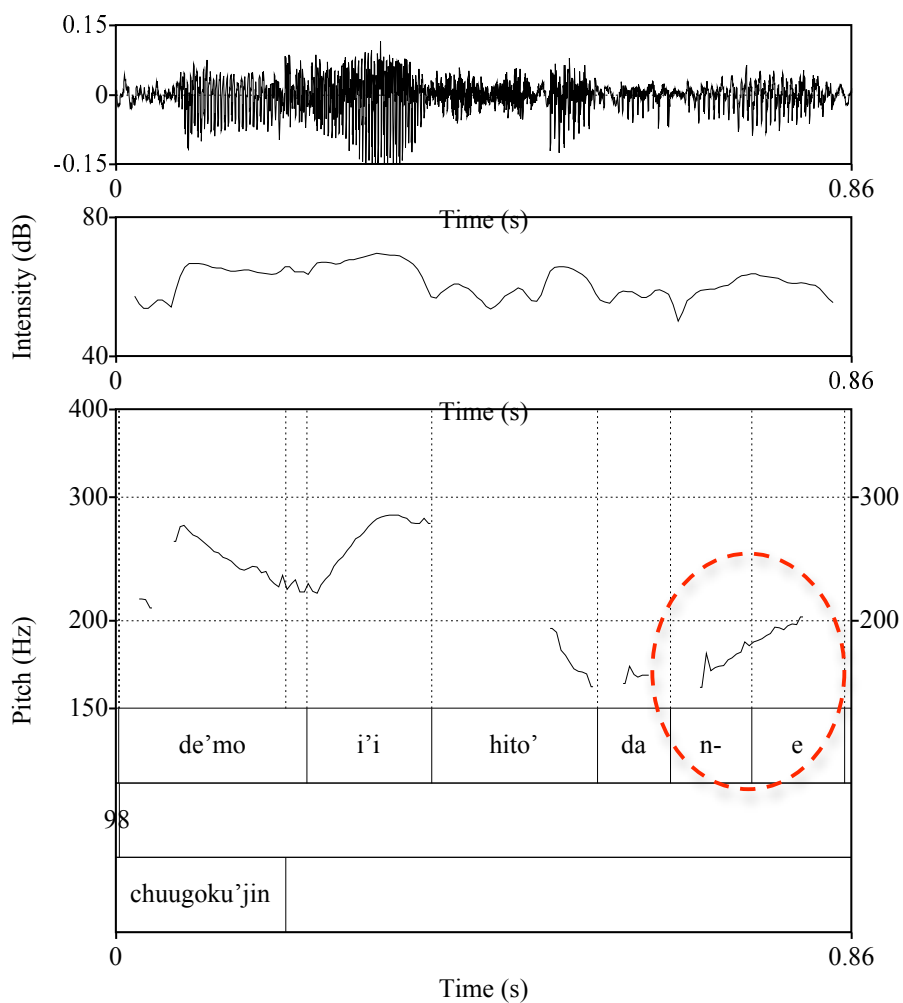 0.15
0
-0.15
0 0.86
Time (s)
80
Intensity (dB)
40
0 0.86
Time (s)
400
300 300
200 200
Pitch (Hz)
150
de’mo i’i hito’ da n- e
98
chuugoku’jin
0 0.86
Time (s)